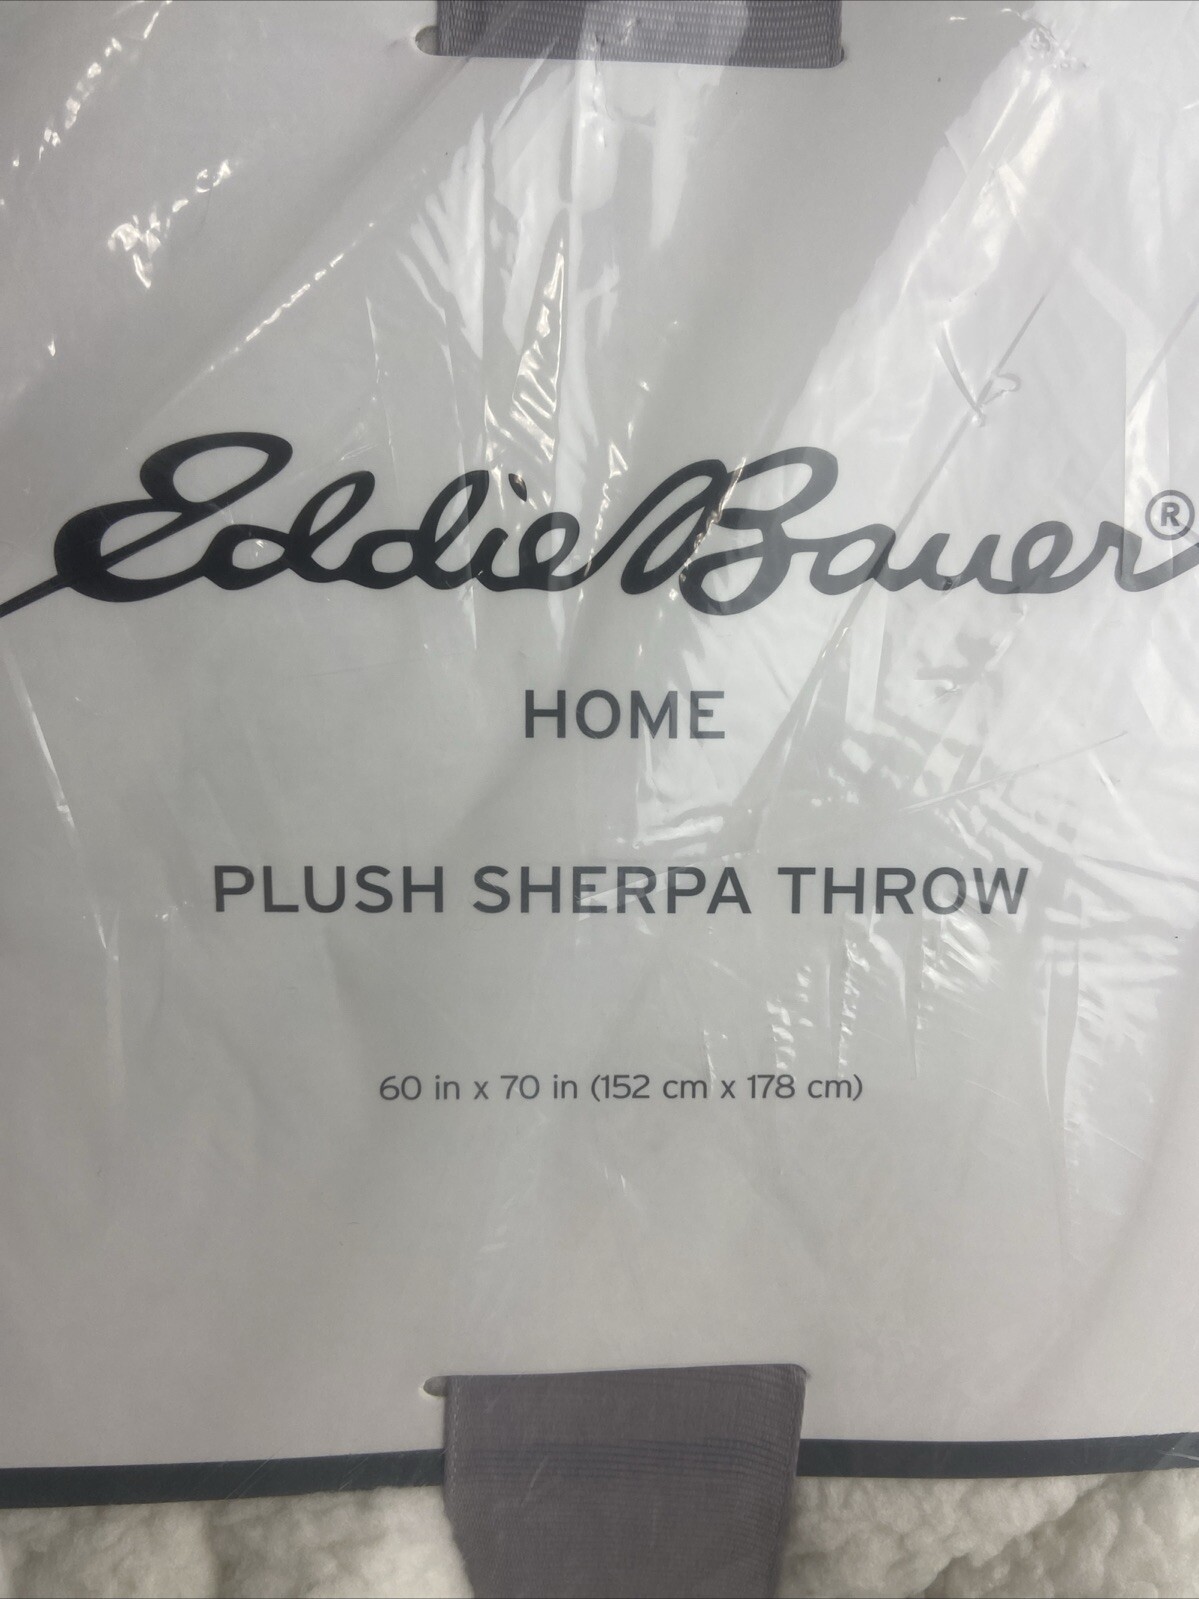 Eddie Bauer®
HOME
PLUSH SHERPA THROW
60 in x 70 in (152 cm x 178 cm)